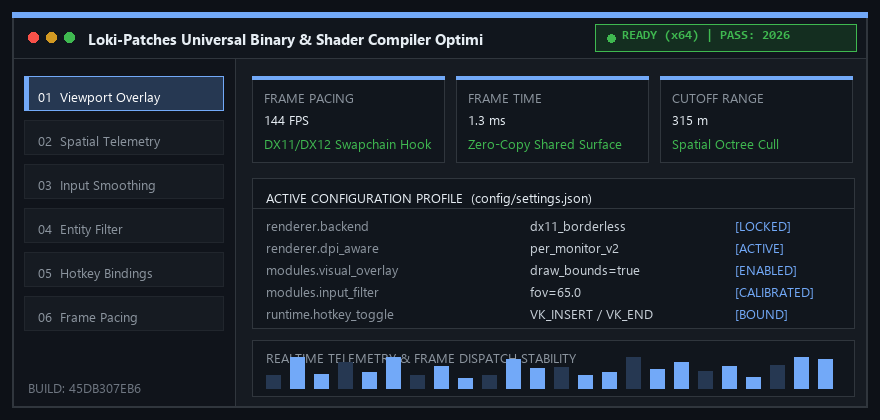 Loki-Patches Universal Binary & Shader Compiler Optimi
READY (x64) | PASS: 2026
01 Viewport Overlay
02 Spatial Telemetry
03 Input Smoothing
04 Entity Filter
05 Hotkey Bindings
06 Frame Pacing
BUILD: 45DB307EB6
FRAME PACING
144 FPS
DX11/DX12 Swapchain Hook
FRAME TIME
1.3 ms
Zero-Copy Shared Surface
CUTOFF RANGE
315 m
Spatial Octree Cull
ACTIVE CONFIGURATION PROFILE (config/settings.json)
renderer.backend dx11_borderless [LOCKED]
renderer.dpi_aware per_monitor_v2 [ACTIVE]
modules.visual_overlay draw_bounds=true [ENABLED]
modules.input_filter fov=65.0 [CALIBRATED]
runtime.hotkey_toggle VK_INSERT / VK_END [BOUND]
REALTIME TELEMETRY & FRAME DISPATCH STABILITY